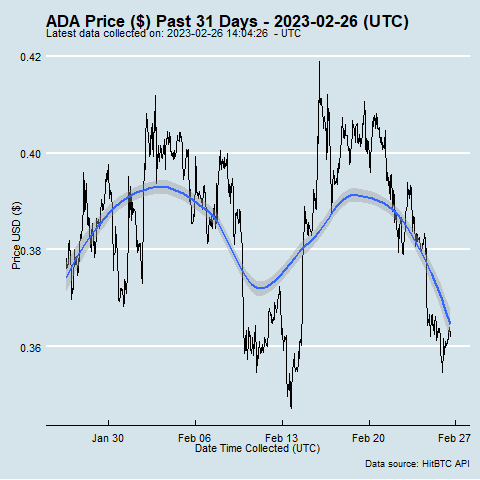 ADA Price ($) Past 31 Days - 2023-02-26 (UTC)
Latest data collected on: 2023-02-26 14:04:26  - UTC
0.42
0.40
0.38
0.36
Price USD ($)
Jan 30
Feb 06
Feb 13
Feb 20
Feb 27
Date Time Collected (UTC)
Data source: HitBTC API